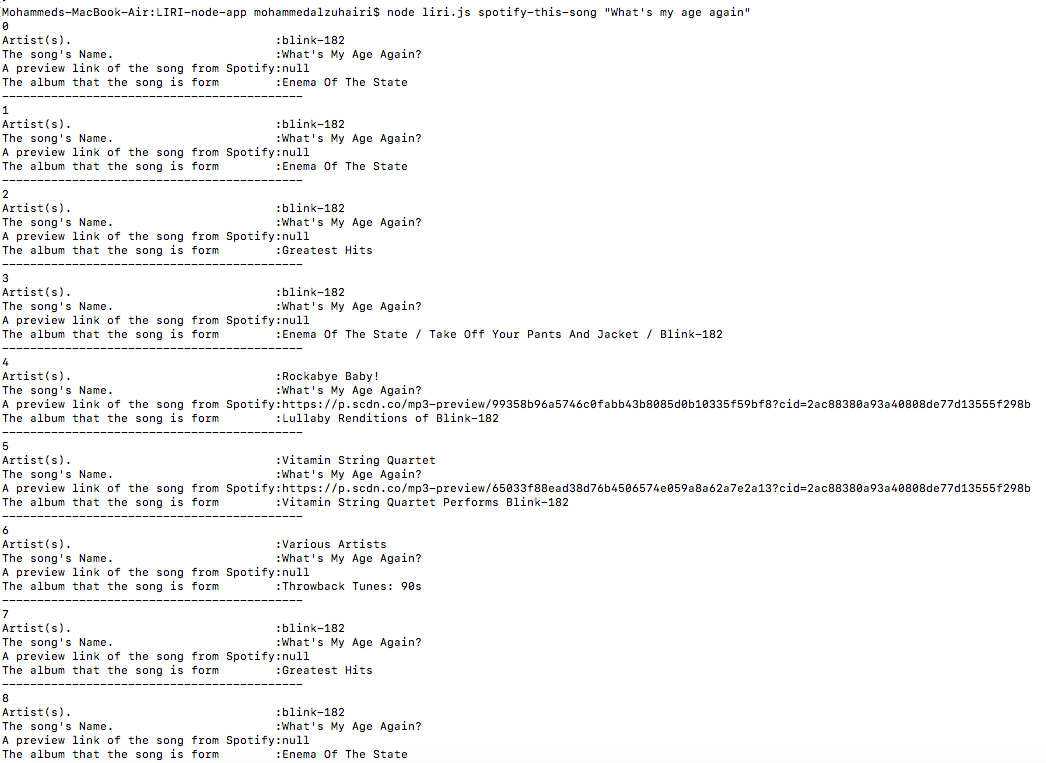 Mohammeds-MacBook-Air:LIRI-node-app mohammedalzuhairi$ node liri.js spotify-this-song "What's my age again"
0
Artist(s).                             :blink-182
The song's Name.                       :What's My Age Again?
A preview link of the song from Spotify:null
The album that the song is form        :Enema Of The State
-------------------------------------------
1
Artist(s).                             :blink-182
The song's Name.                       :What's My Age Again?
A preview link of the song from Spotify:null
The album that the song is form        :Enema Of The State
-------------------------------------------
2
Artist(s).                             :blink-182
The song's Name.                       :What's My Age Again?
A preview link of the song from Spotify:null
The album that the song is form        :Greatest Hits
-------------------------------------------
3
Artist(s).                             :blink-182
The song's Name.                       :What's My Age Again?
A preview link of the song from Spotify:null
The album that the song is form        :Enema Of The State / Take Off Your Pants And Jacket / Blink-182
-------------------------------------------
4
Artist(s).                             :Rockabye Baby!
The song's Name.                       :What's My Age Again?
A preview link of the song from Spotify:https://p.scdn.co/mp3-preview/99358b96a5746c0fabb43b8085d0b10335f59bf8?cid=2ac88380a93a40808de77d13555f298b
The album that the song is form        :Lullaby Renditions of Blink-182
-------------------------------------------
5
Artist(s).                             :Vitamin String Quartet
The song's Name.                       :What's My Age Again?
A preview link of the song from Spotify:https://p.scdn.co/mp3-preview/65033f88ead38d76b4506574e059a8a62a7e2a13?cid=2ac88380a93a40808de77d13555f298b
The album that the song is form        :Vitamin String Quartet Performs Blink-182
-------------------------------------------
6
Artist(s).                             :Various Artists
The song's Name.                       :What's My Age Again?
A preview link of the song from Spotify:null
The album that the song is form        :Throwback Tunes: 90s
-------------------------------------------
7
Artist(s).                             :blink-182
The song's Name.                       :What's My Age Again?
A preview link of the song from Spotify:null
The album that the song is form        :Greatest Hits
-------------------------------------------
8
Artist(s).                             :blink-182
The song's Name.                       :What's My Age Again?
A preview link of the song from Spotify:null
The album that the song is form        :Enema Of The State